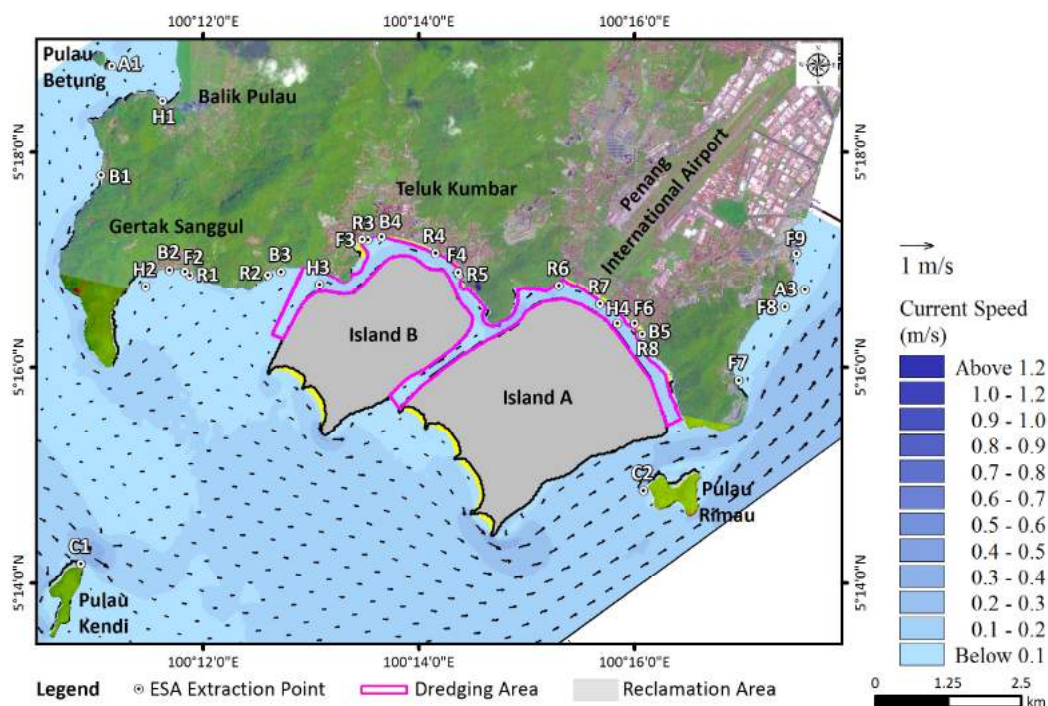 100°12'0"E
100°14'0"E
100°16'0"E
Pulau
Betung
A1
H1
Balik Pulau
5°18'0"N
5°18'0"N
B1
Teluk Kumbar
Penang
International Airport
Gertak Sanggul
B2
F2
H2
R1
R2
B3
H3
F3
R3
B4
R4
F4
R5
R6
R7
H4
F6
B5
R8
F9
A3
F8
F7
5°16'0"N
5°16'0"N
Island B
Island A
C2
Pulau
Rimau
C1
Pulau
Kendi
5°14'0"N
5°14'0"N
100°12'0"E
100°14'0"E
100°16'0"E
1 m/s
Current Speed
(m/s)
Above 1.2
1.0 - 1.2
0.9 - 1.0
0.8 - 0.9
0.7 - 0.8
0.6 - 0.7
0.5 - 0.6
0.4 - 0.5
0.3 - 0.4
0.2 - 0.3
0.1 - 0.2
Below 0.1
0 1.25 2.5
km
Legend ESA Extraction Point Dredging Area Reclamation Area